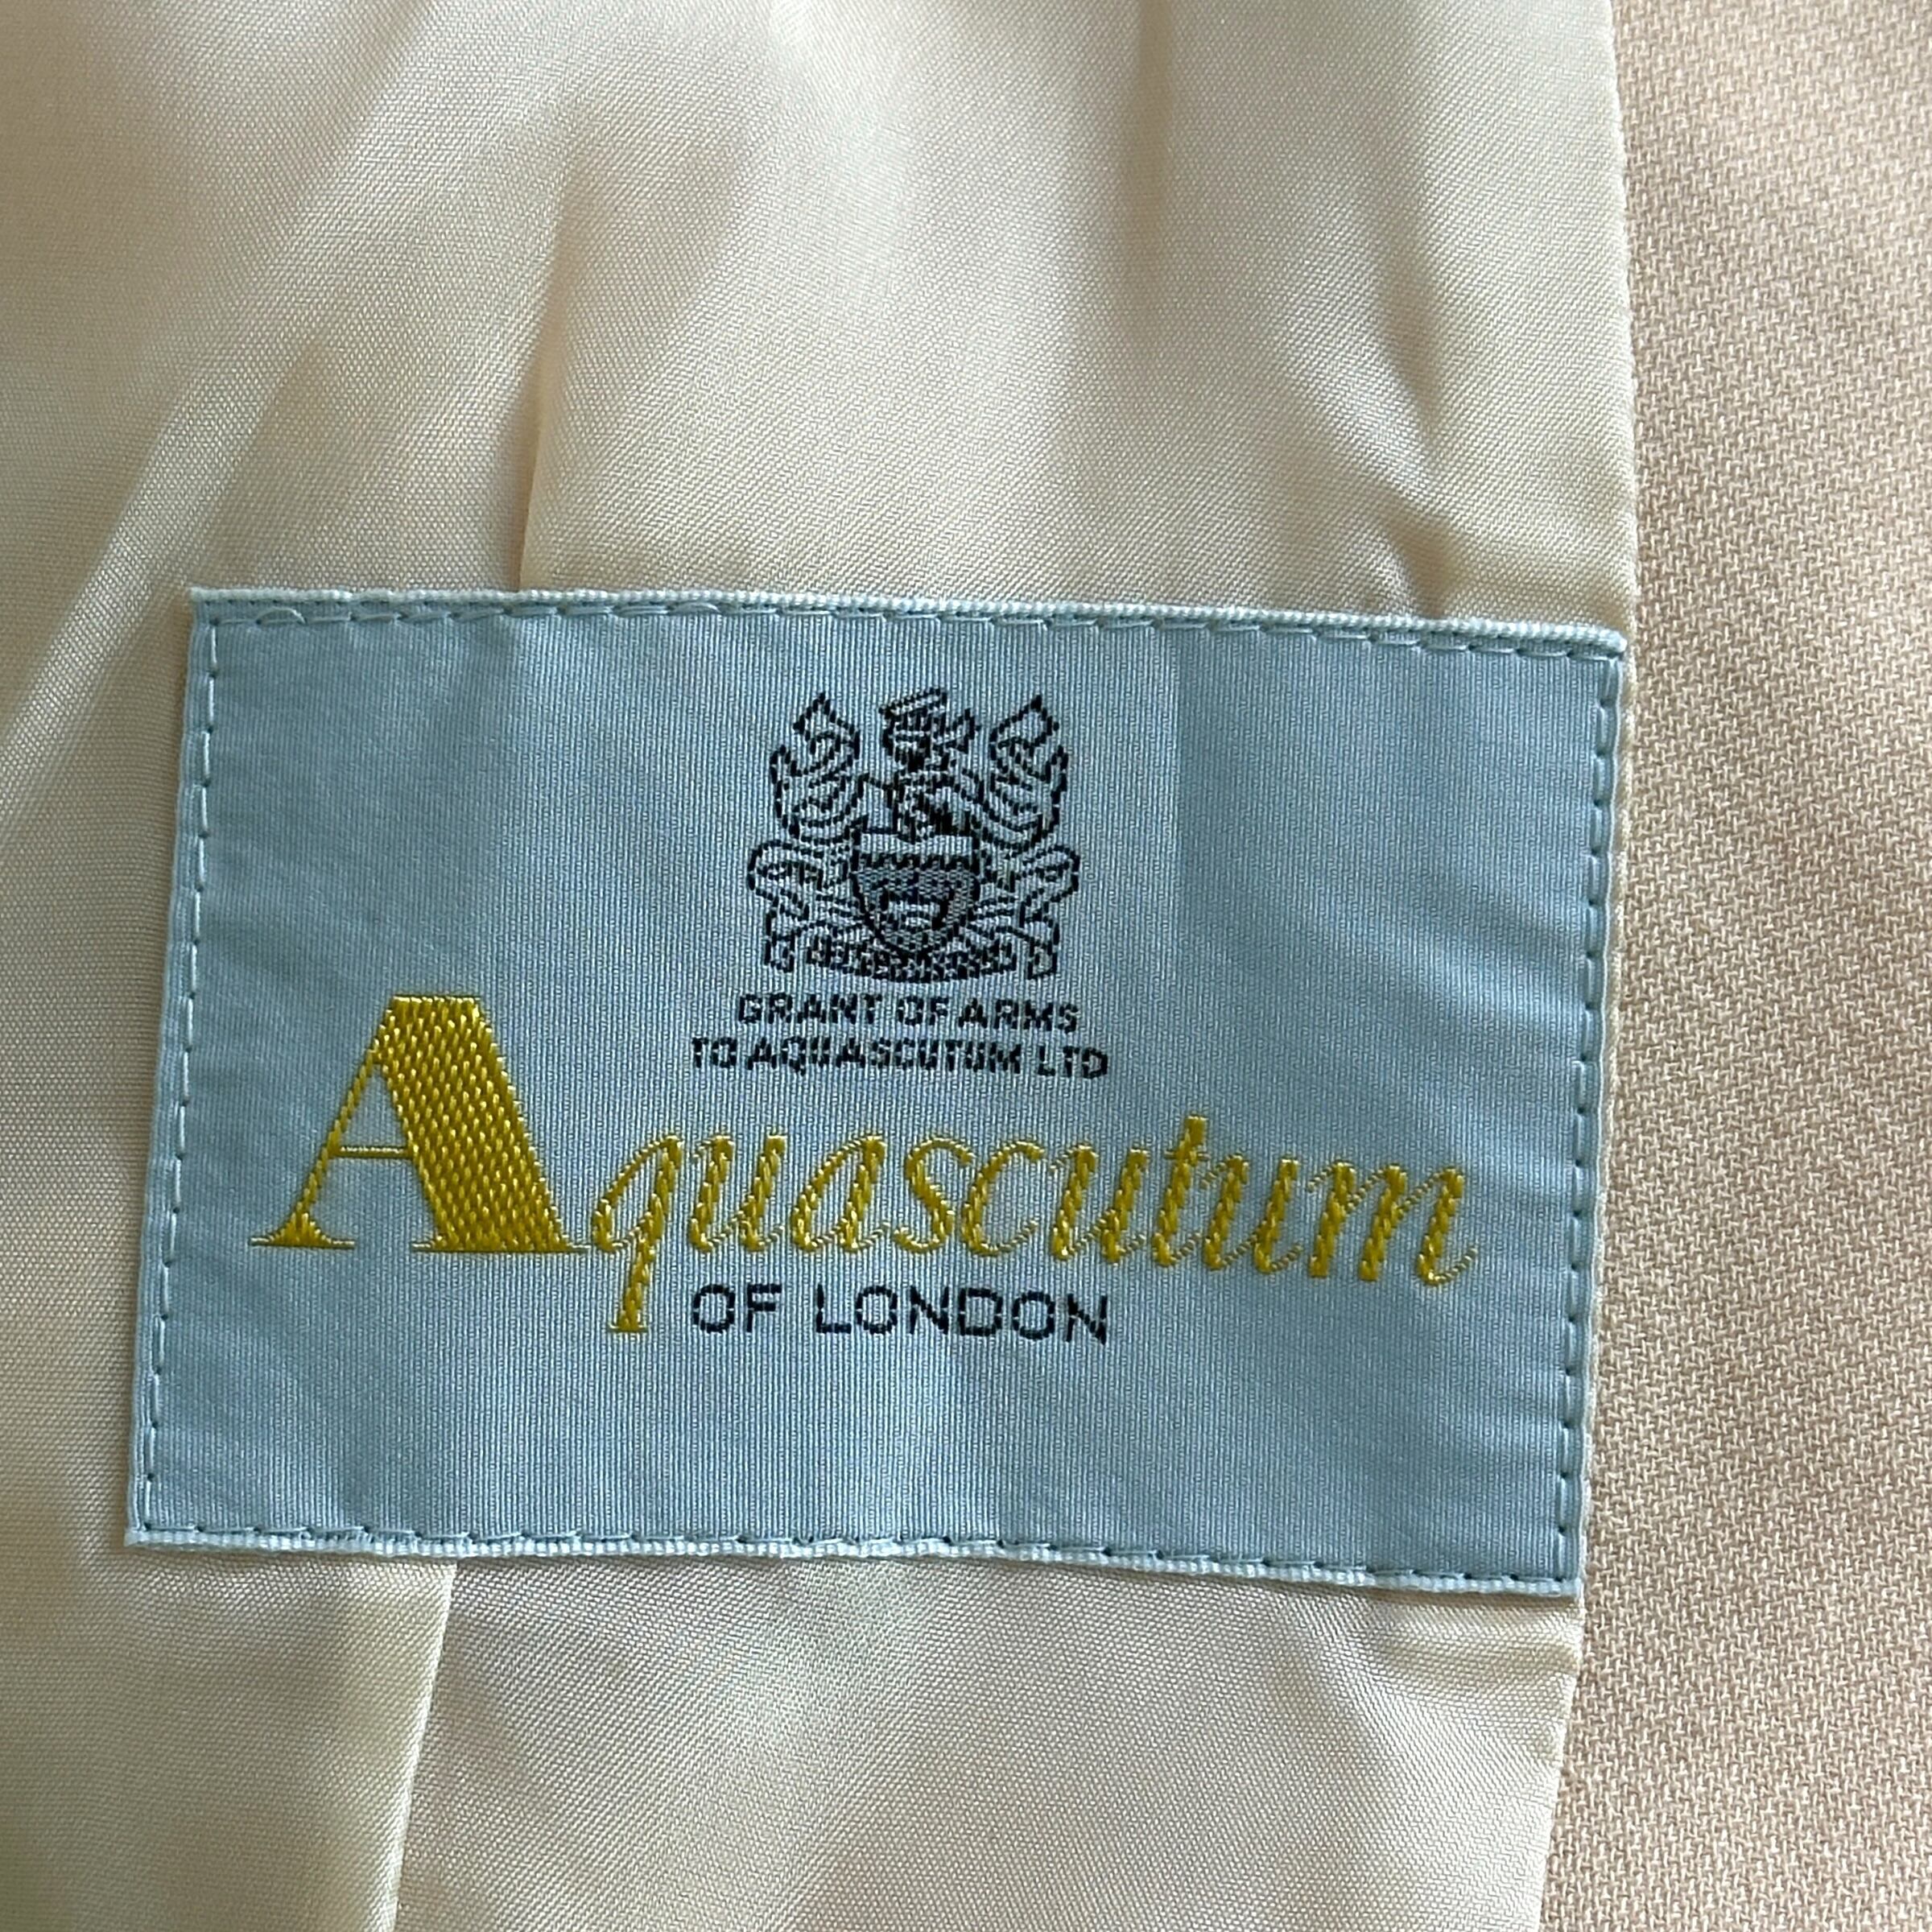 GRANT OF ARMS
TO AQUASCUTUM LTD
Aquascutum
OF LONDON